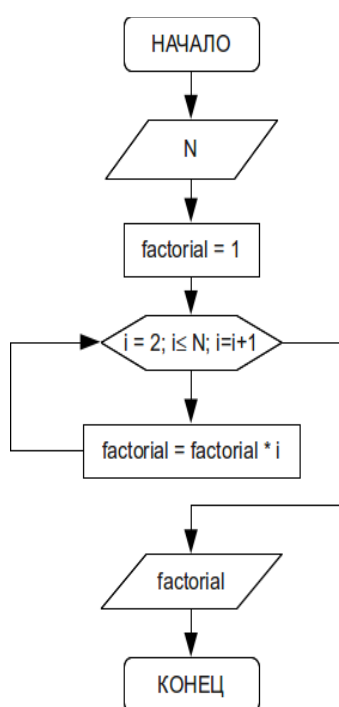 НАЧАЛО
N
factorial = 1
i = 2; i≤ N; i=i+1
factorial = factorial * i
factorial
КОНЕЦ